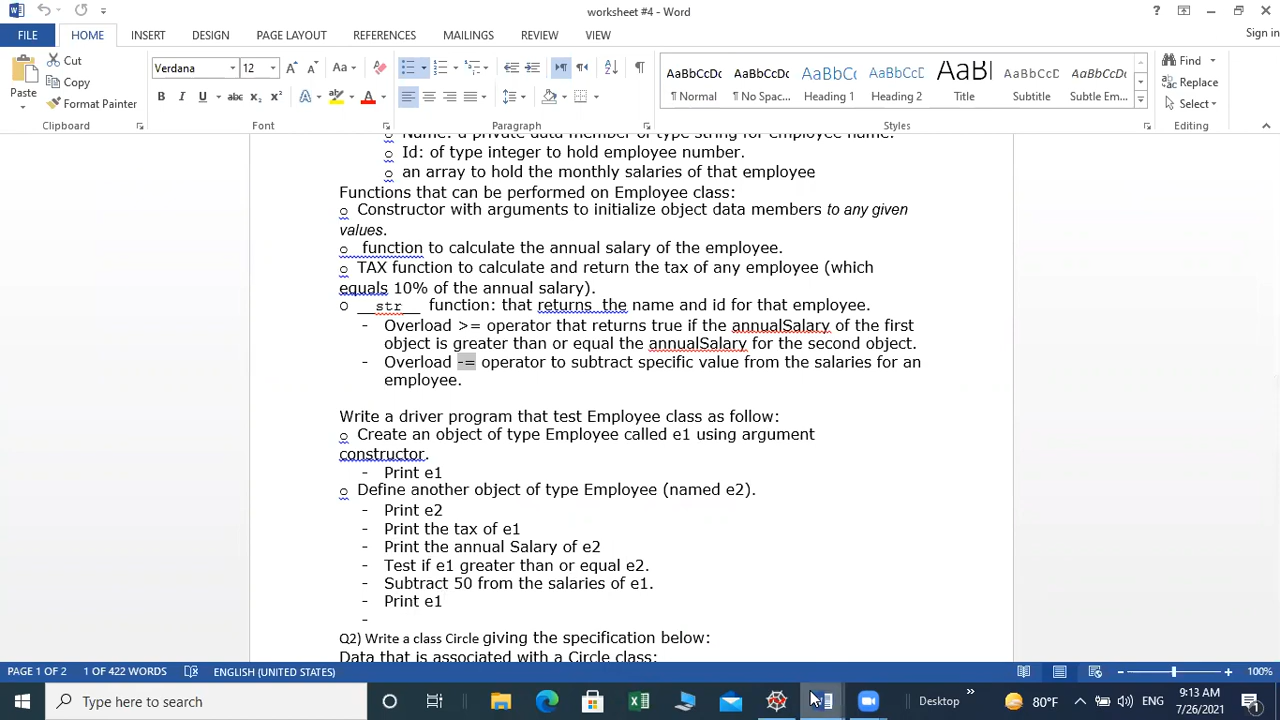 worksheet #4 - Word
FILE HOME INSERT DESIGN PAGE LAYOUT REFERENCES MAILINGS REVIEW VIEW
Sign in
Paste
Cut
Copy
Format Painter
Verdana 12
AaBbCcDc AaBbCcDc AaBbC( AaBbCcC AaB AaBbCcD AaBbCcDc
¶ Normal ¶ No Spac... Heading 1 Heading 2 Title Subtitle Subtle Em...
Find
Replace
Select
Clipboard Font Paragraph Styles Editing
o Name: a private data member of type string for employee name.
o Id: of type integer to hold employee number.
o an array to hold the monthly salaries of that employee
Functions that can be performed on Employee class:
o Constructor with arguments to initialize object data members to any given
values.
o function to calculate the annual salary of the employee.
o TAX function to calculate and return the tax of any employee (which
equals 10% of the annual salary).
o __str__ function: that returns the name and id for that employee.
- Overload >= operator that returns true if the annualSalary of the first
object is greater than or equal the annualSalary for the second object.
- Overload -= operator to subtract specific value from the salaries for an
employee.
Write a driver program that test Employee class as follow:
o Create an object of type Employee called e1 using argument
constructor.
- Print e1
o Define another object of type Employee (named e2).
- Print e2
- Print the tax of e1
- Print the annual Salary of e2
- Test if e1 greater than or equal e2.
- Subtract 50 from the salaries of e1.
- Print e1
-
Q2) Write a class Circle giving the specification below:
Data that is associated with a Circle class:
PAGE 1 OF 2 1 OF 422 WORDS ENGLISH (UNITED STATES) 100%
Type here to search
Desktop
80°F
ENG
9:13 AM
7/26/2021